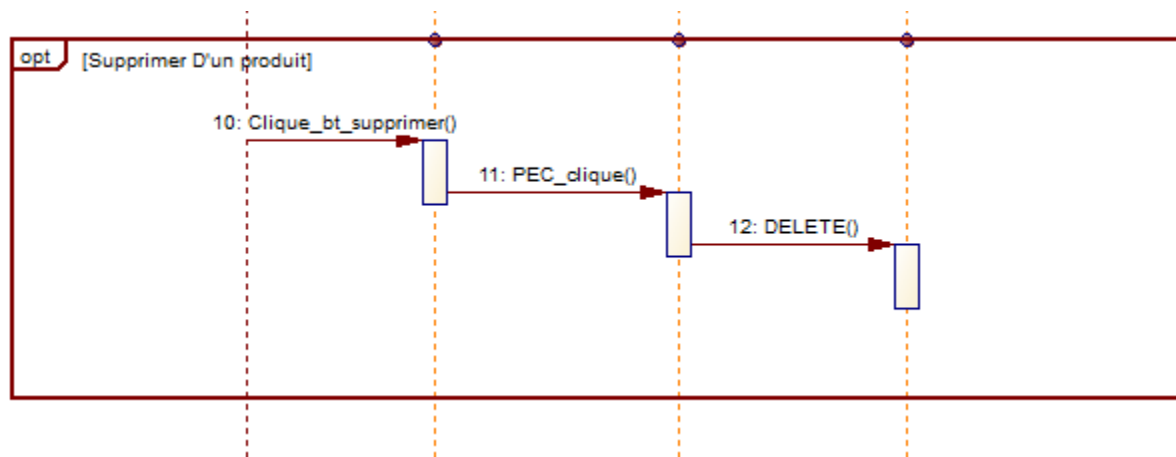 opt
[Supprimer D'un produit]
10: Clique_bt_supprimer()
11: PEC_clique()
12: DELETE()